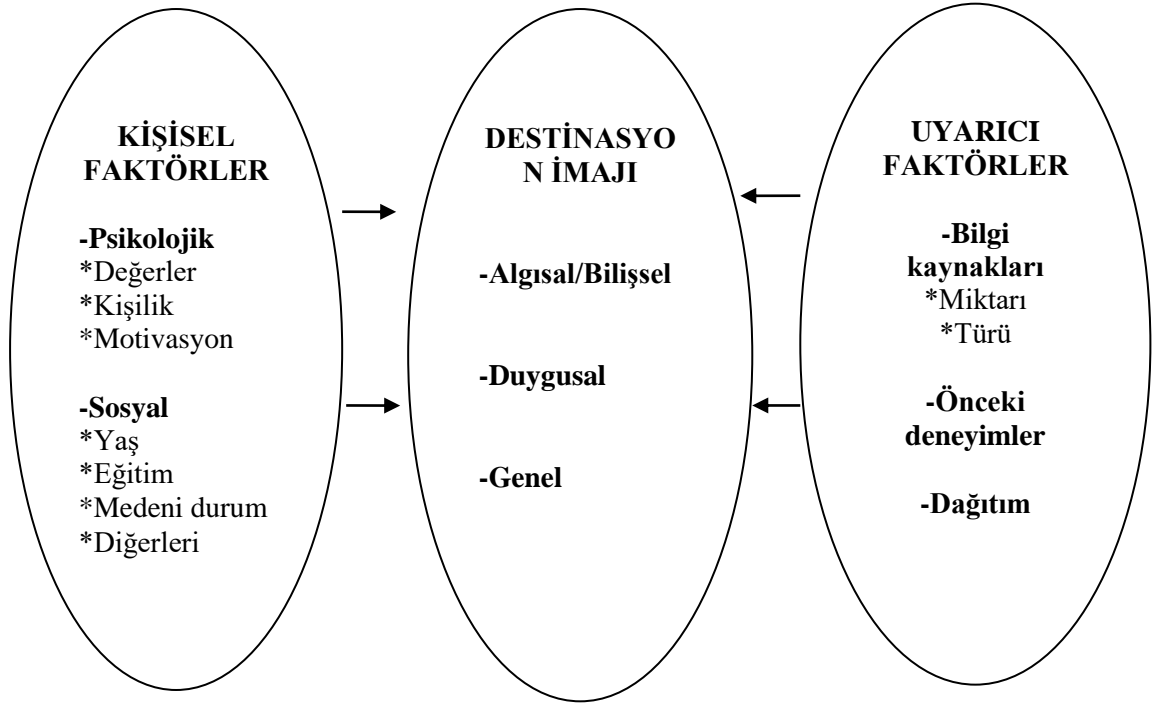 KİŞİSEL
FAKTÖRLER
-Psikolojik
*Değerler
*Kişilik
*Motivasyon
-Sosyal
*Yaş
*Eğitim
*Medeni durum
*Diğerleri
DESTİNASYO
N İMAJI
-Algısal/Bilişsel
-Duygusal
-Genel
UYARICI
FAKTÖRLER
-Bilgi
kaynakları
*Miktarı
*Türü
-Önceki
deneyimler
-Dağıtım